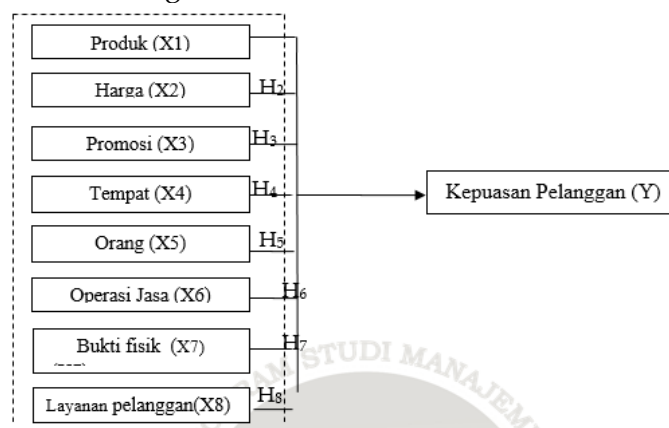 Produk (X1)
Harga (X2)
H2
Promosi (X3)
H3
Tempat (X4)
H4
Kepuasan Pelanggan (Y)
Orang (X5)
H5
Operasi Jasa (X6)
H6
Bukti fisik (X7)
H7
STUDI MANAJEM
Layanan pelanggan(X8)
H8